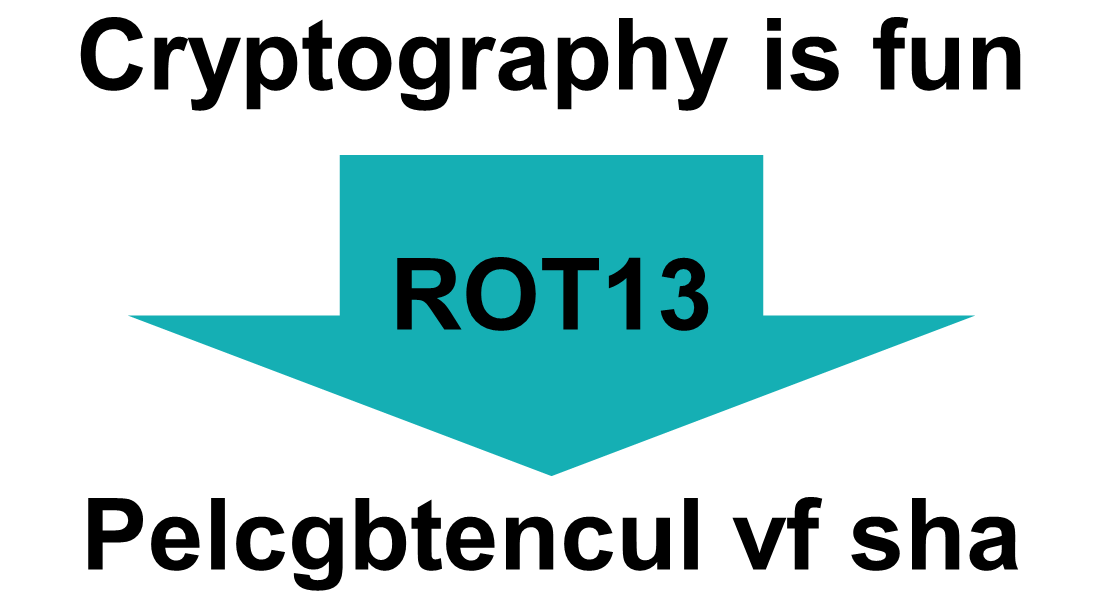 Cryptography is fun
ROT13
Pelcgbtencul vf sha